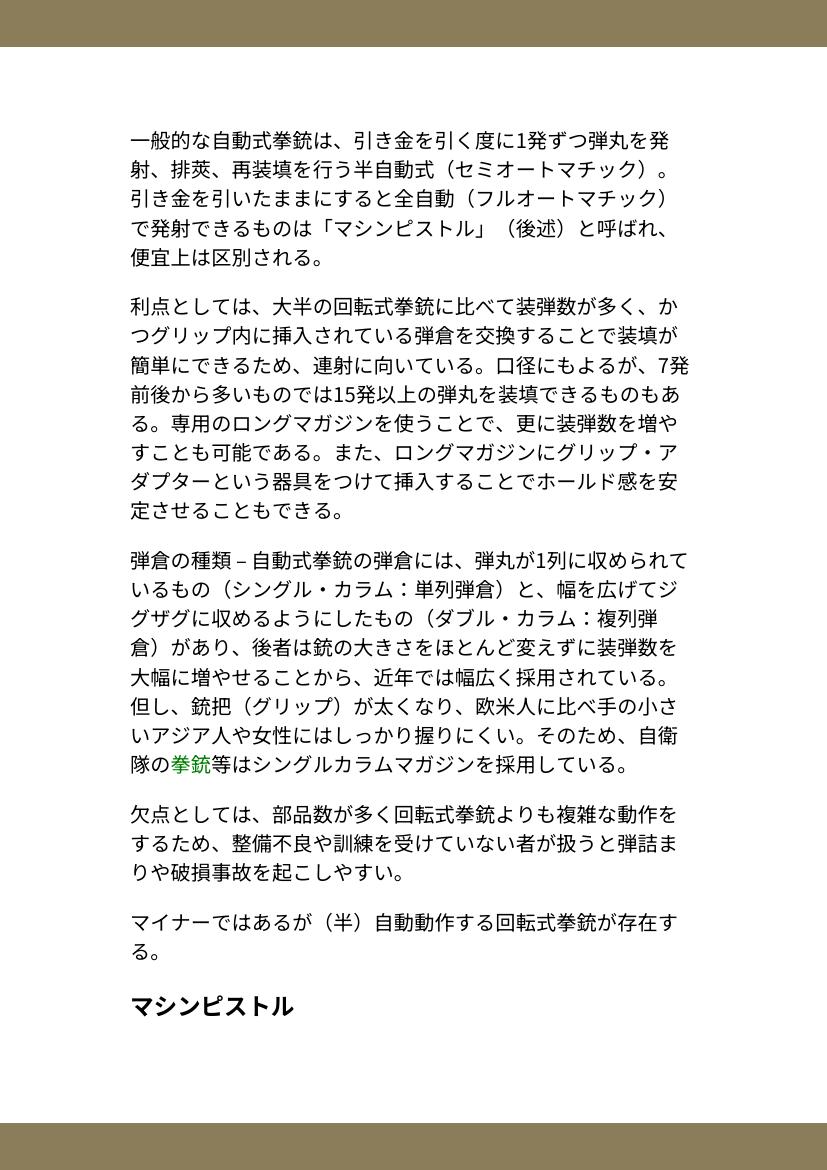 一般的な自動式拳銃は、引き金を引く度に1発ずつ弾丸を発
射、排莢、再装填を行う半自動式（セミオートマチック）。
引き金を引いたままにすると全自動（フルオートマチック）
で発射できるものは「マシンピストル」（後述）と呼ばれ、
便宜上は区別される。
利点としては、大半の回転式拳銃に比べて装弾数が多く、か
つグリップ内に挿入されている弾倉を交換することで装填が
簡単にできるため、連射に向いている。口径にもよるが、7発
前後から多いものでは15発以上の弾丸を装填できるものもあ
る。専用のロングマガジンを使うことで、更に装弾数を増や
すことも可能である。また、ロングマガジンにグリップ・ア
ダプターという器具をつけて挿入することでホールド感を安
定させることもできる。
弾倉の種類 – 自動式拳銃の弾倉には、弾丸が1列に収められて
いるもの（シングル・カラム：単列弾倉）と、幅を広げてジ
グザグに収めるようにしたもの（ダブル・カラム：複列弾
倉）があり、後者は銃の大きさをほとんど変えずに装弾数を
大幅に増やせることから、近年では幅広く採用されている。
但し、銃把（グリップ）が太くなり、欧米人に比べ手の小さ
いアジア人や女性にはしっかり握りにくい。そのため、自衛
隊の拳銃等はシングルカラムマガジンを採用している。
欠点としては、部品数が多く回転式拳銃よりも複雑な動作を
するため、整備不良や訓練を受けていない者が扱うと弾詰ま
りや破損事故を起こしやすい。
マイナーではあるが（半）自動動作する回転式拳銃が存在す
る。
マシンピストル